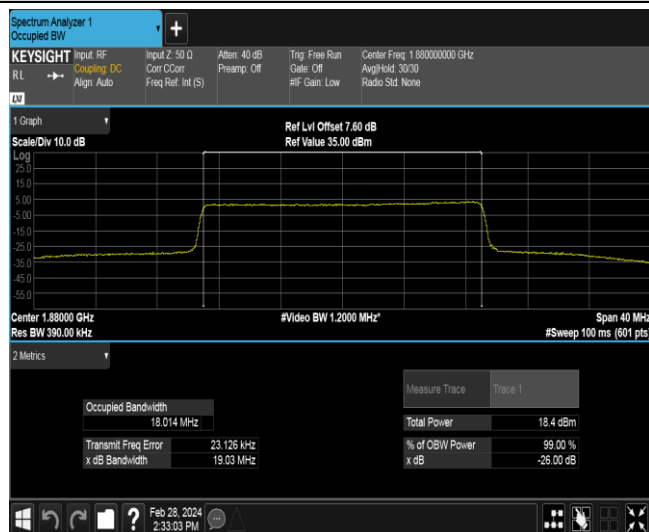 Spectrum Analyzer 1
Occupied BW
+
KEYSIGHT
RL
LXI
Input: RF
Coupling: DC
Align: Auto
Input Z: 50 Ω
Corr CCorr
Freq Ref: Int (S)
Atten: 40 dB
Preamp: Off
Trig: Free Run
Gate: Off
#IF Gain: Low
Center Freq: 1.880000000 GHz
Avg|Hold: 30/30
Radio Std: None
1 Graph
Scale/Div 10.0 dB
Ref Lvl Offset 7.60 dB
Ref Value 35.00 dBm
Log
25.0
15.0
5.00
-5.00
-15.0
-25.0
-35.0
-45.0
-55.0
Center 1.88000 GHz
Res BW 390.00 kHz
#Video BW 1.2000 MHz*
Span 40 MHz
#Sweep 100 ms (601 pts)
2 Metrics
Measure Trace Trace 1
Occupied Bandwidth
18.014 MHz
Total Power 18.4 dBm
Transmit Freq Error 23.126 kHz
% of OBW Power 99.00 %
x dB Bandwidth 19.03 MHz
x dB -26.00 dB
?
Feb 28, 2024
2:33:03 PM